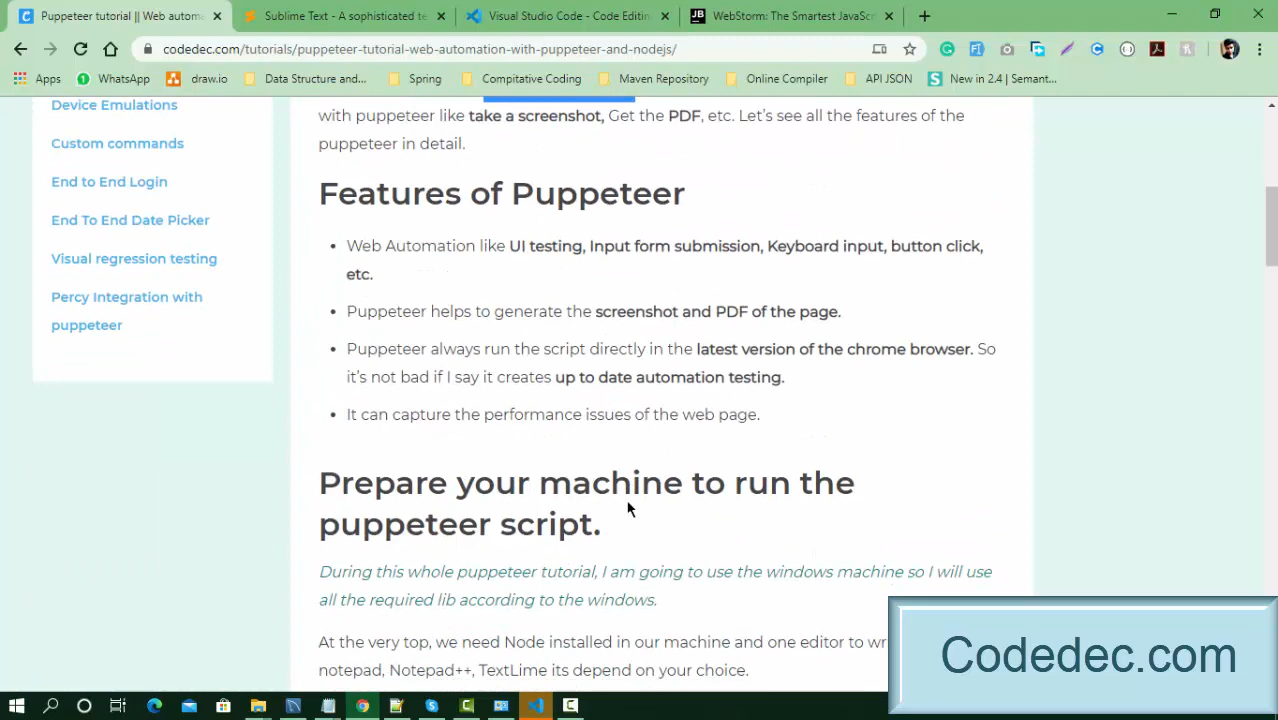 Puppeteer tutorial || Web autom
Sublime Text - A sophisticated te
Visual Studio Code - Code Editin
WebStorm: The Smartest JavaScr
codedec.com/tutorials/puppeteer-tutorial-web-automation-with-puppeteer-and-nodejs/
Apps
WhatsApp
draw.io
Data Structure and...
Spring
Compitative Coding
Maven Repository
Online Compiler
API JSON
New in 2.4 | Semant...
Device Emulations
Custom commands
End to End Login
End To End Date Picker
Visual regression testing
Percy Integration with
puppeteer
with puppeteer like take a screenshot, Get the PDF, etc. Let’s see all the features of the
puppeteer in detail.
Features of Puppeteer
• Web Automation like UI testing, Input form submission, Keyboard input, button click,
etc.
• Puppeteer helps to generate the screenshot and PDF of the page.
• Puppeteer always run the script directly in the latest version of the chrome browser. So
it’s not bad if I say it creates up to date automation testing.
• It can capture the performance issues of the web page.
Prepare your machine to run the
puppeteer script.
During this whole puppeteer tutorial, I am going to use the windows machine so I will use
all the required lib according to the windows.
At the very top, we need Node installed in our machine and one editor to wr
notepad, Notepad++, TextLime its depend on your choice.
Codedec.com